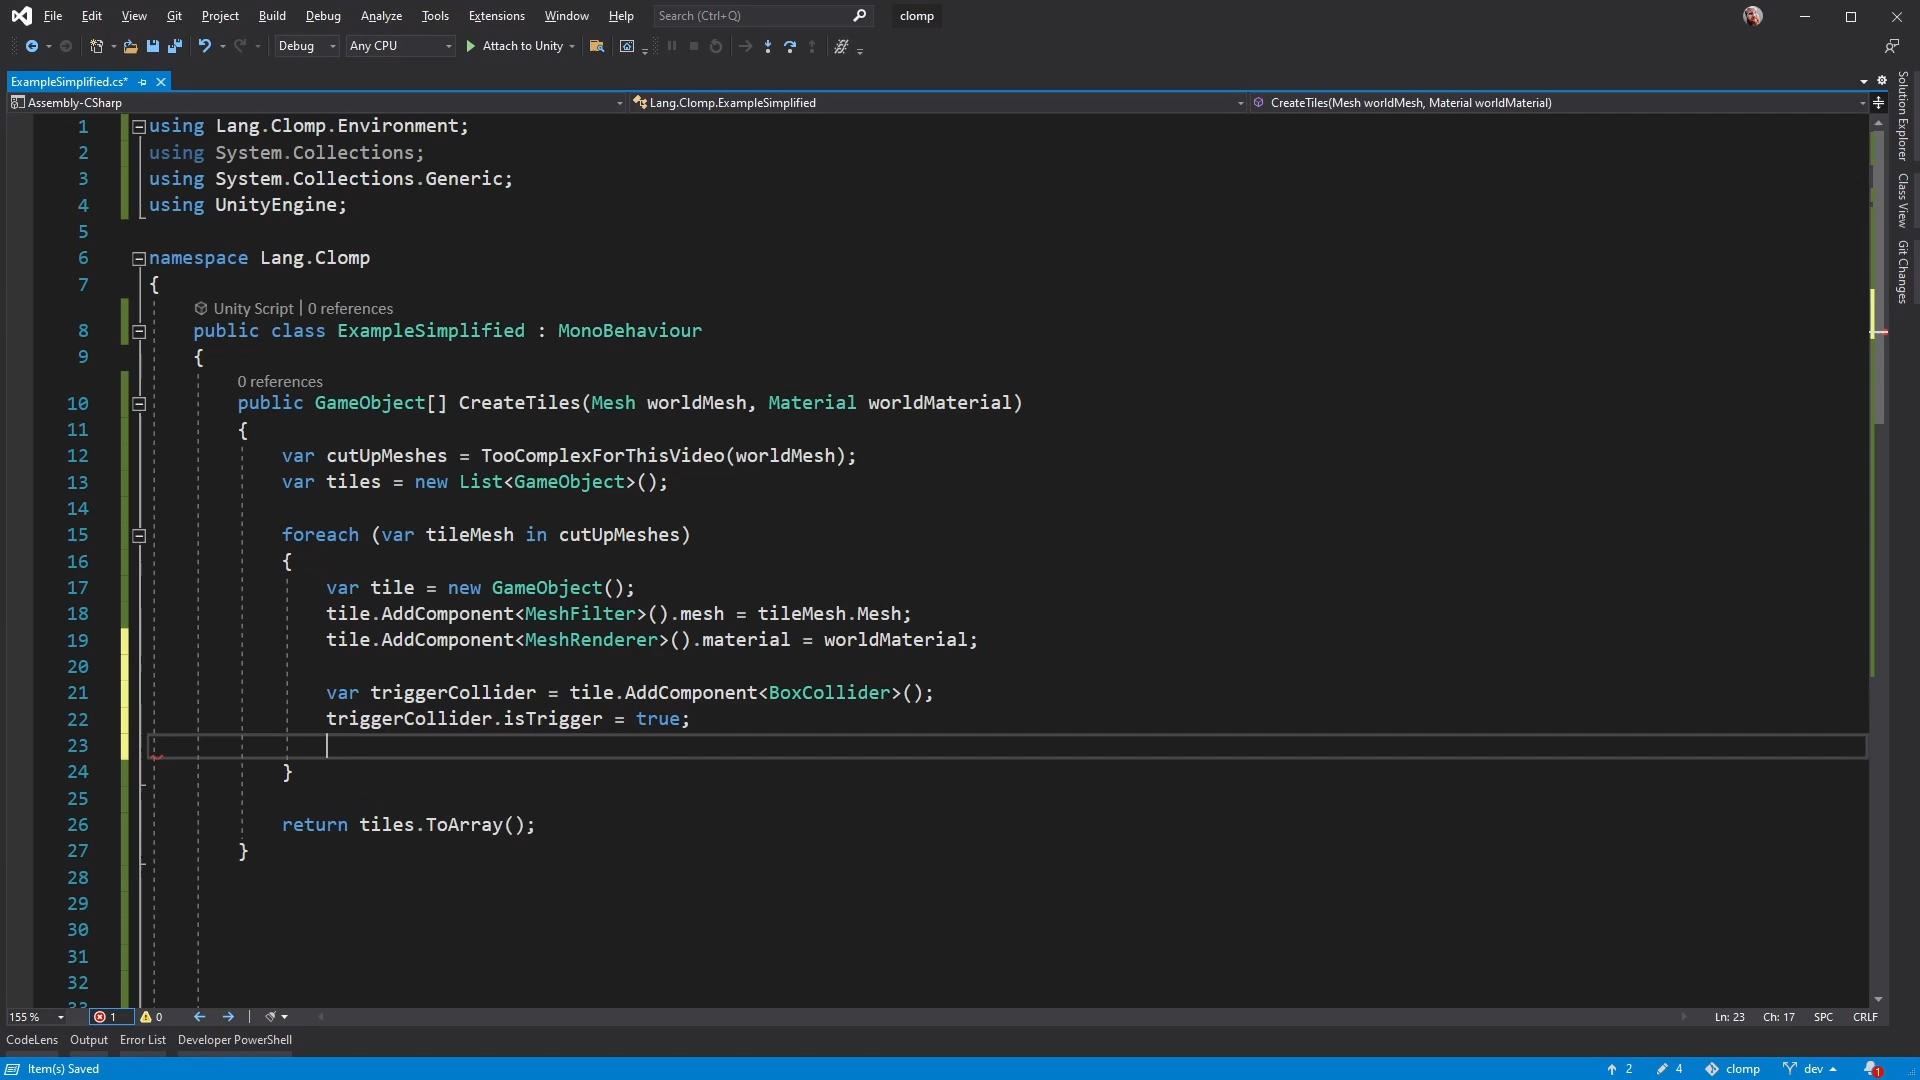 File Edit View Git Project Build Debug Analyze Tools Extensions Window Help Search (Ctrl+Q) clomp
Debug Any CPU Attach to Unity
ExampleSimplified.cs*
Assembly-CSharp Lang.Clomp.ExampleSimplified CreateTiles(Mesh worldMesh, Material worldMaterial)
1 using Lang.Clomp.Environment;
2 using System.Collections;
3 using System.Collections.Generic;
4 using UnityEngine;
5
6 namespace Lang.Clomp
7 {
Unity Script | 0 references
8 public class ExampleSimplified : MonoBehaviour
9 {
0 references
10 public GameObject[] CreateTiles(Mesh worldMesh, Material worldMaterial)
11 {
12 var cutUpMeshes = TooComplexForThisVideo(worldMesh);
13 var tiles = new List<GameObject>();
14
15 foreach (var tileMesh in cutUpMeshes)
16 {
17 var tile = new GameObject();
18 tile.AddComponent<MeshFilter>().mesh = tileMesh.Mesh;
19 tile.AddComponent<MeshRenderer>().material = worldMaterial;
20
21 var triggerCollider = tile.AddComponent<BoxCollider>();
22 triggerCollider.isTrigger = true;
23
24 }
25
26 return tiles.ToArray();
27 }
28
29
30
31
32
33
Solution Explorer
Class View
Git Changes
155 % 1 0 Ln: 23 Ch: 17 SPC CRLF
CodeLens Output Error List Developer PowerShell
Item(s) Saved 2 4 clomp dev 1